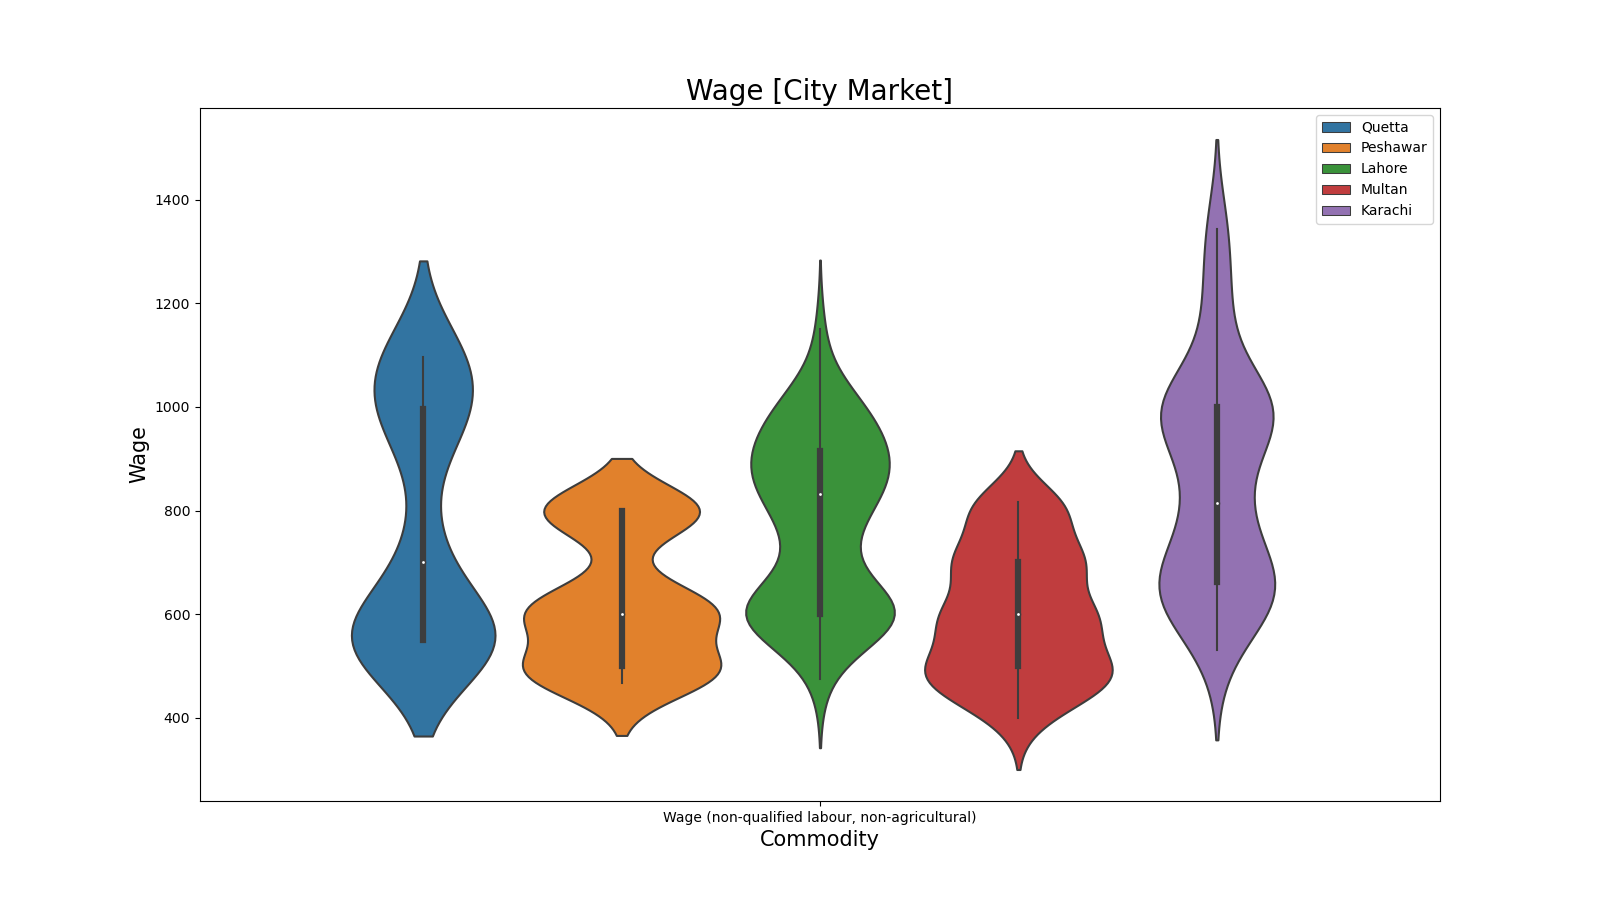 Wage [City Market]
Quetta
Peshawar
Lahore
Multan
Karachi
1400
1200
1000
800
600
400
Wage
Wage (non-qualified labour, non-agricultural)
Commodity